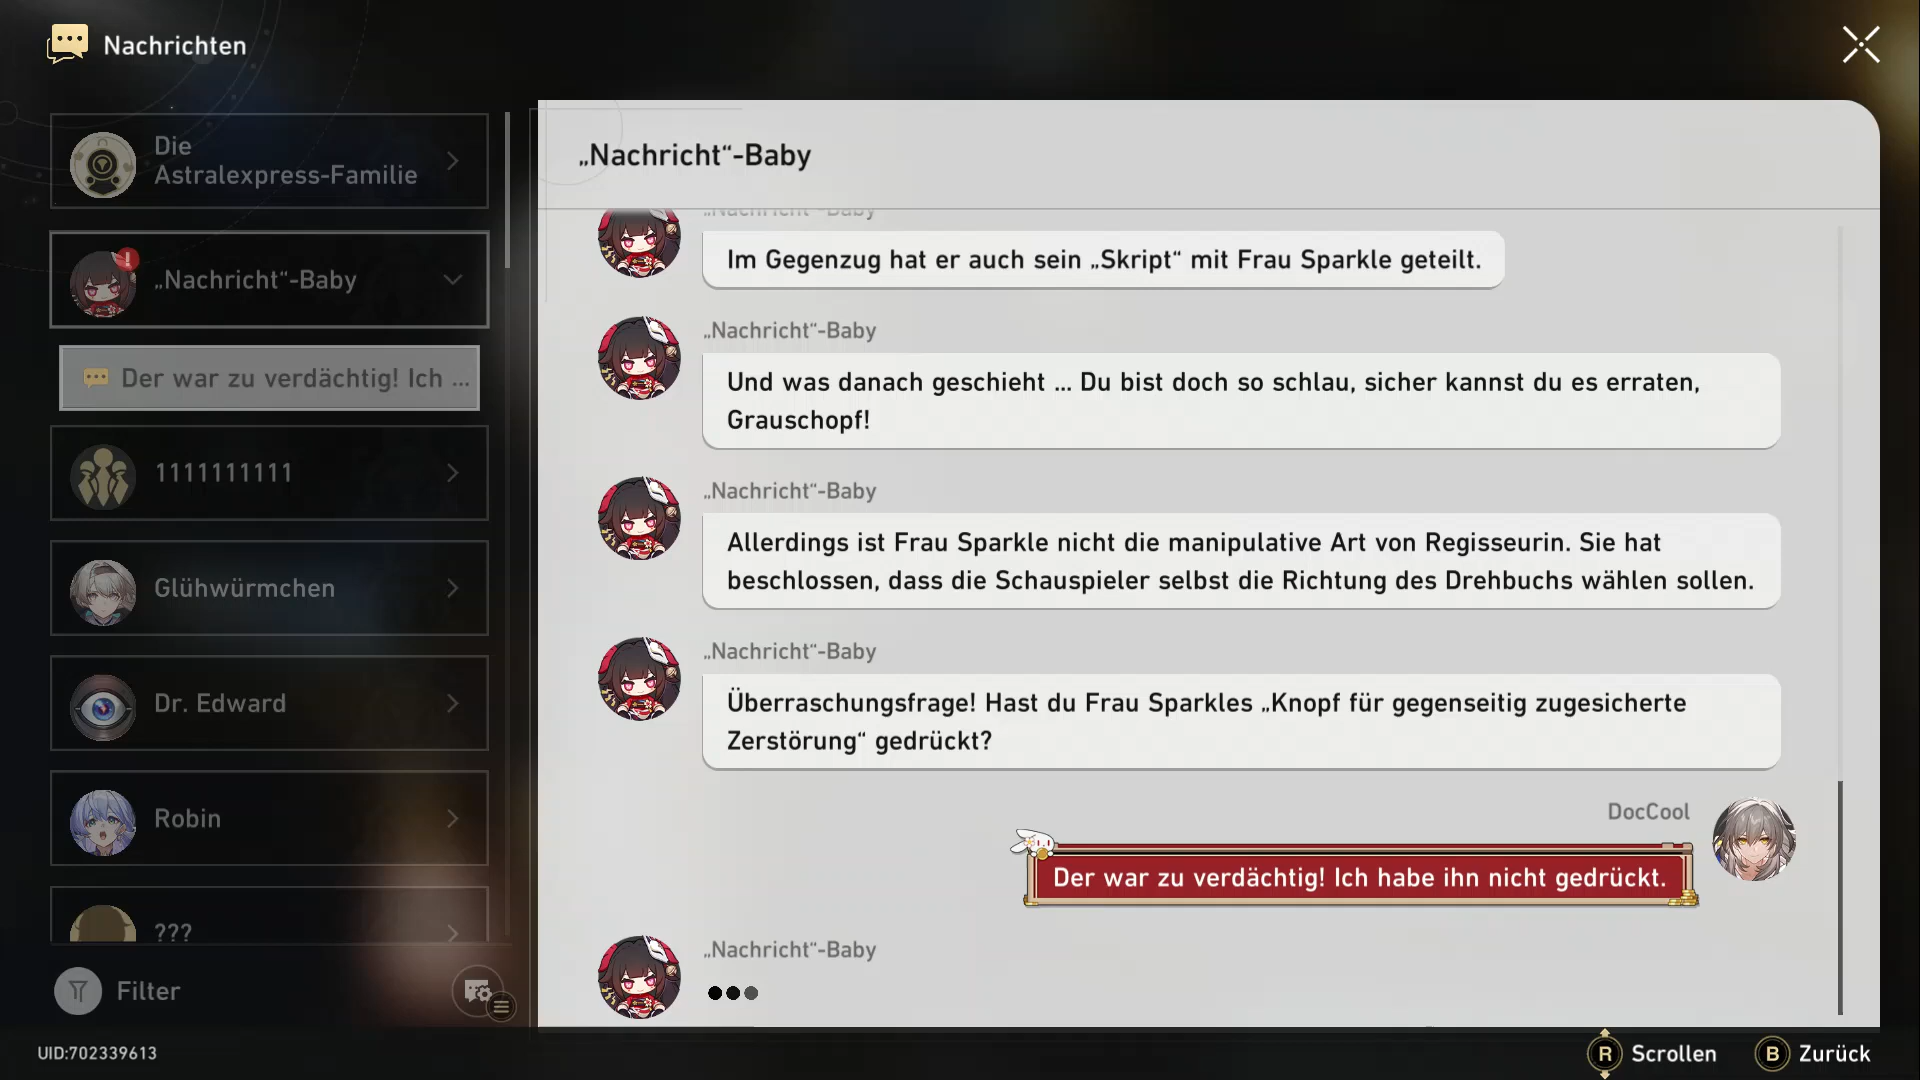 Nachrichten
Die
Astralexpress-Familie
„Nachricht“-Baby
Der war zu verdächtig! Ich ...
1111111111
Glühwürmchen
Dr. Edward
Robin
???
Filter
UID:702339613
„Nachricht“-Baby
„Nachricht“-Baby
Im Gegenzug hat er auch sein „Skript“ mit Frau Sparkle geteilt.
„Nachricht“-Baby
Und was danach geschieht ... Du bist doch so schlau, sicher kannst du es erraten,
Grauschopf!
„Nachricht“-Baby
Allerdings ist Frau Sparkle nicht die manipulative Art von Regisseurin. Sie hat
beschlossen, dass die Schauspieler selbst die Richtung des Drehbuchs wählen sollen.
„Nachricht“-Baby
Überraschungsfrage! Hast du Frau Sparkles „Knopf für gegenseitig zugesicherte
Zerstörung“ gedrückt?
DocCool
Der war zu verdächtig! Ich habe ihn nicht gedrückt.
„Nachricht“-Baby
R Scrollen
B Zurück